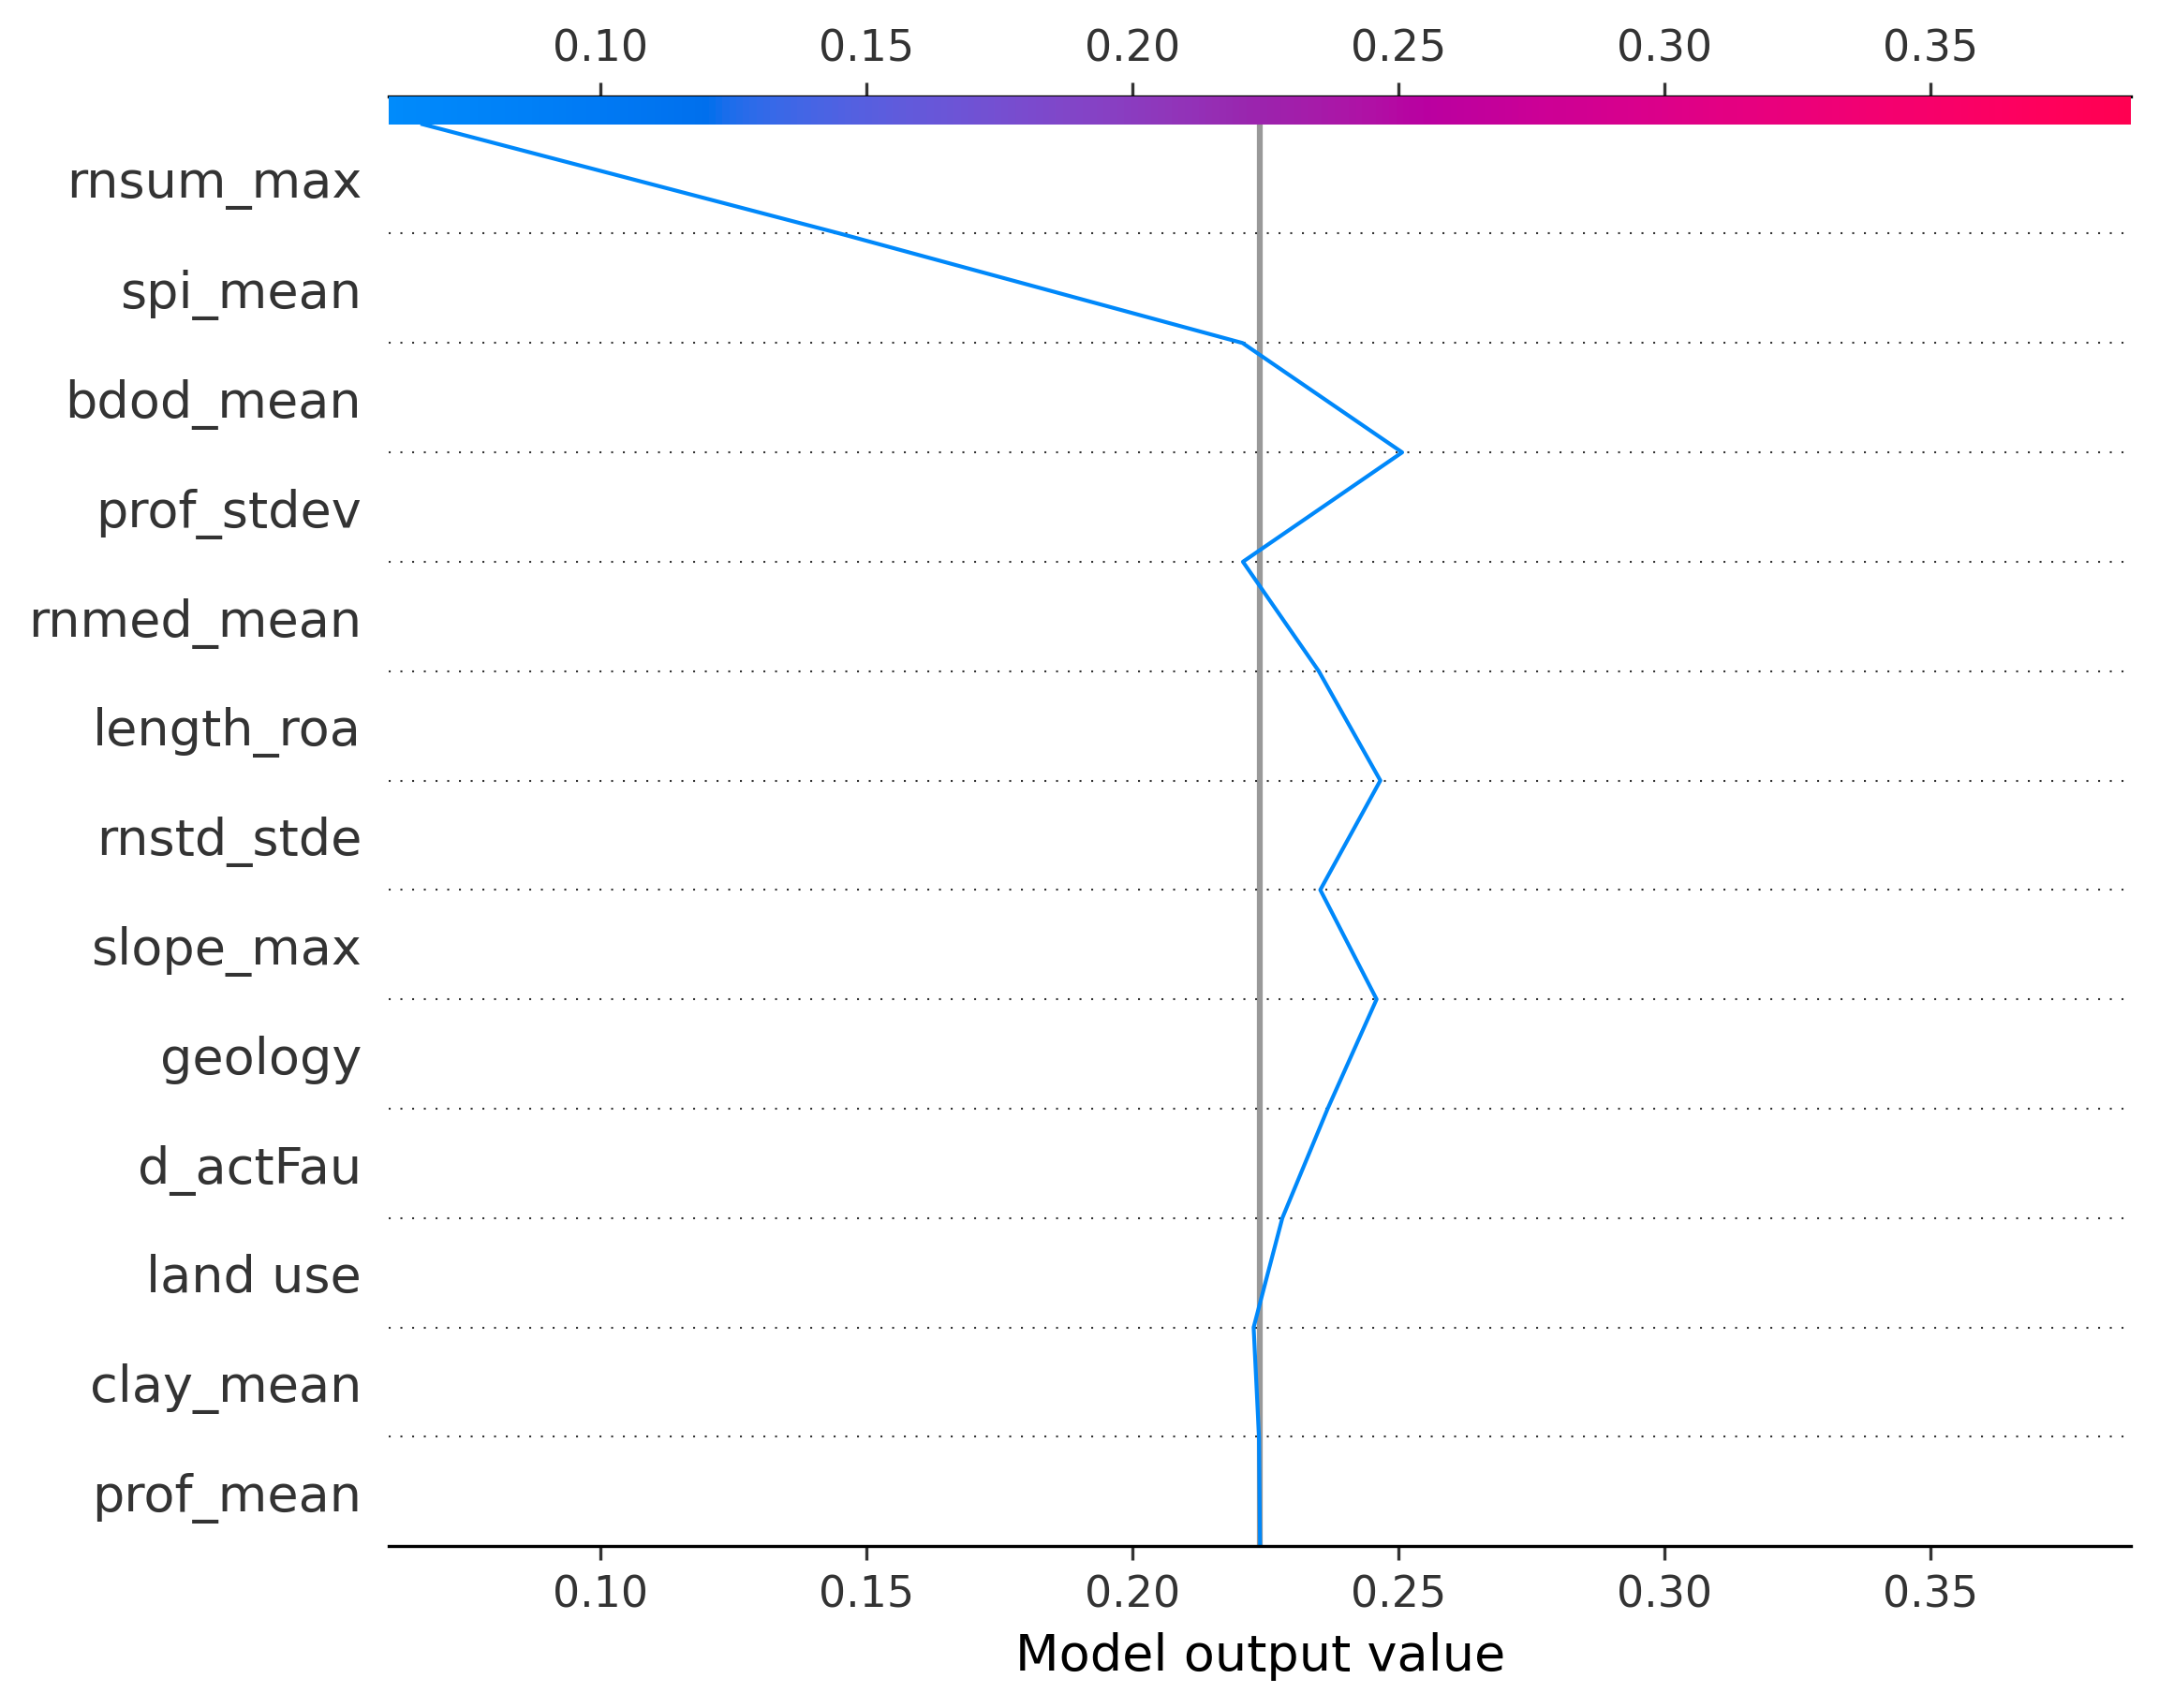 0.10 0.15 0.20 0.25 0.30 0.35
rnsum_max
spi_mean
bdod_mean
prof_stdev
rnmed_mean
length_roa
rnstd_stde
slope_max
geology
d_actFau
land use
clay_mean
prof_mean
0.10 0.15 0.20 0.25 0.30 0.35
Model output value